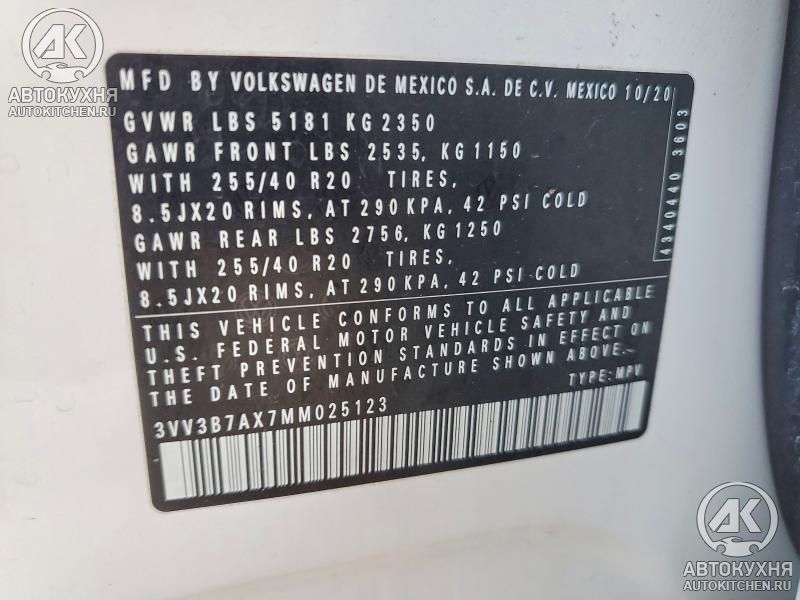 AK
АВТОКУХНЯ
AUTOKITCHEN.RU
MFD BY VOLKSWAGEN DE MEXICO S.A. DE C.V. MEXICO 10/20
GVWR LBS 5181 KG 2350
GAWR FRONT LBS 2535, KG 1150
WITH 255/40 R20 TIRES,
8.5JX20 RIMS, AT 290 KPA, 42 PSI COLD
GAWR REAR LBS 2756, KG 1250
WITH 255/40 R20 TIRES,
8.5JX20 RIMS, AT 290 KPA, 42 PSI COLD
4340440 3603
THIS VEHICLE CONFORMS TO ALL APPLICABLE
U.S. FEDERAL MOTOR VEHICLE SAFETY AND
THEFT PREVENTION STANDARDS IN EFFECT ON
THE DATE OF MANUFACTURE SHOWN ABOVE.
TYPE: MPV
3VV3B7AX7MM025123
AK
АВТОКУХНЯ
AUTOKITCHEN.RU